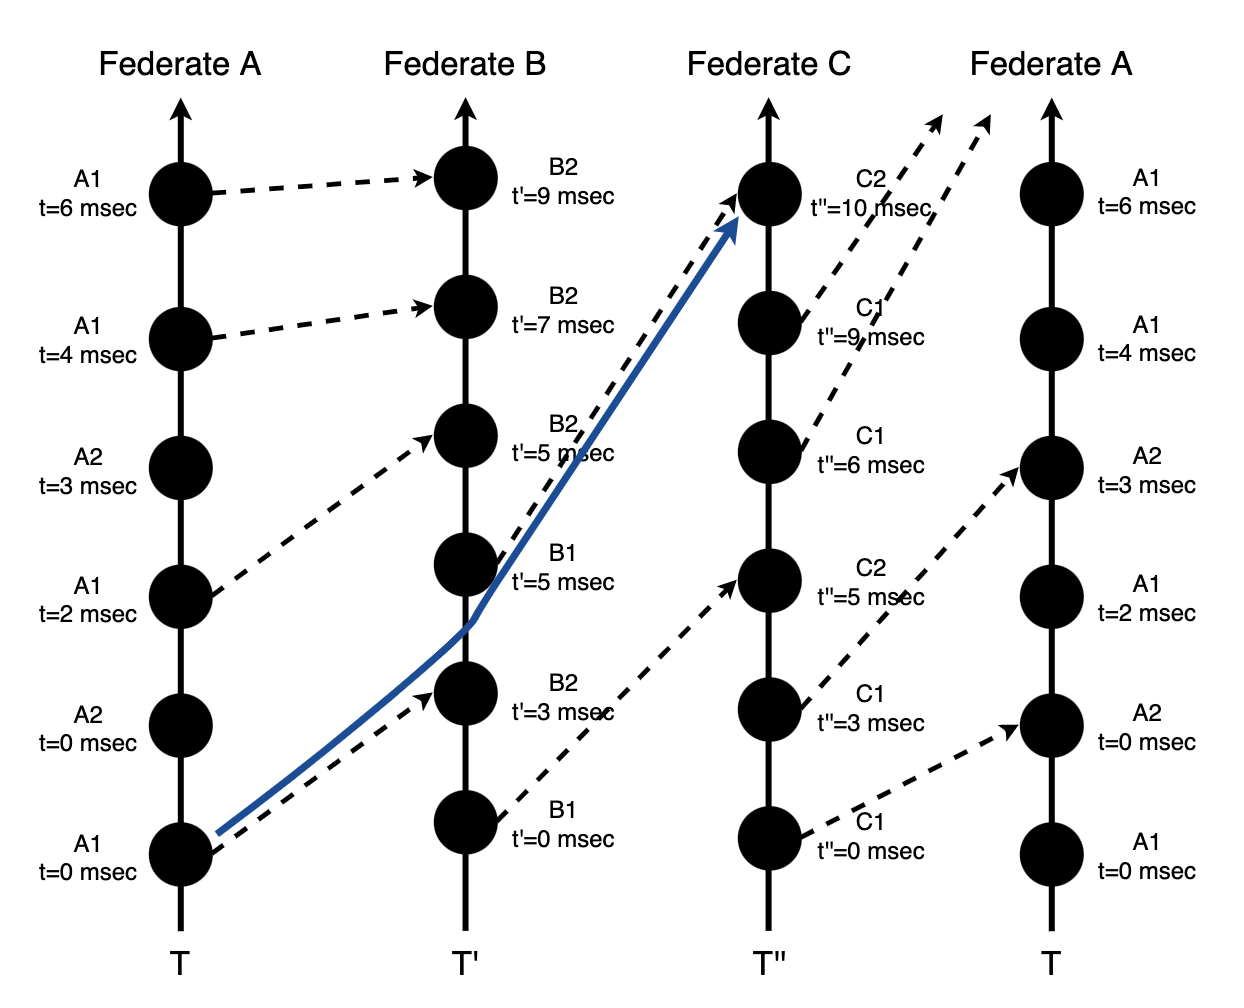 Federate A
Federate B
Federate C
Federate A
A1
t=6 msec
A1
t=4 msec
A2
t=3 msec
A1
t=2 msec
A2
t=0 msec
A1
t=0 msec
T
B2
t'=9 msec
B2
t'=7 msec
B2
t'=5 msec
B1
t'=5 msec
B2
t'=3 msec
B1
t'=0 msec
T'
C2
t"=10 msec
C1
t"=9 msec
C1
t"=6 msec
C2
t"=5 msec
C1
t"=3 msec
C1
t"=0 msec
T"
A1
t=6 msec
A1
t=4 msec
A2
t=3 msec
A1
t=2 msec
A2
t=0 msec
A1
t=0 msec
T